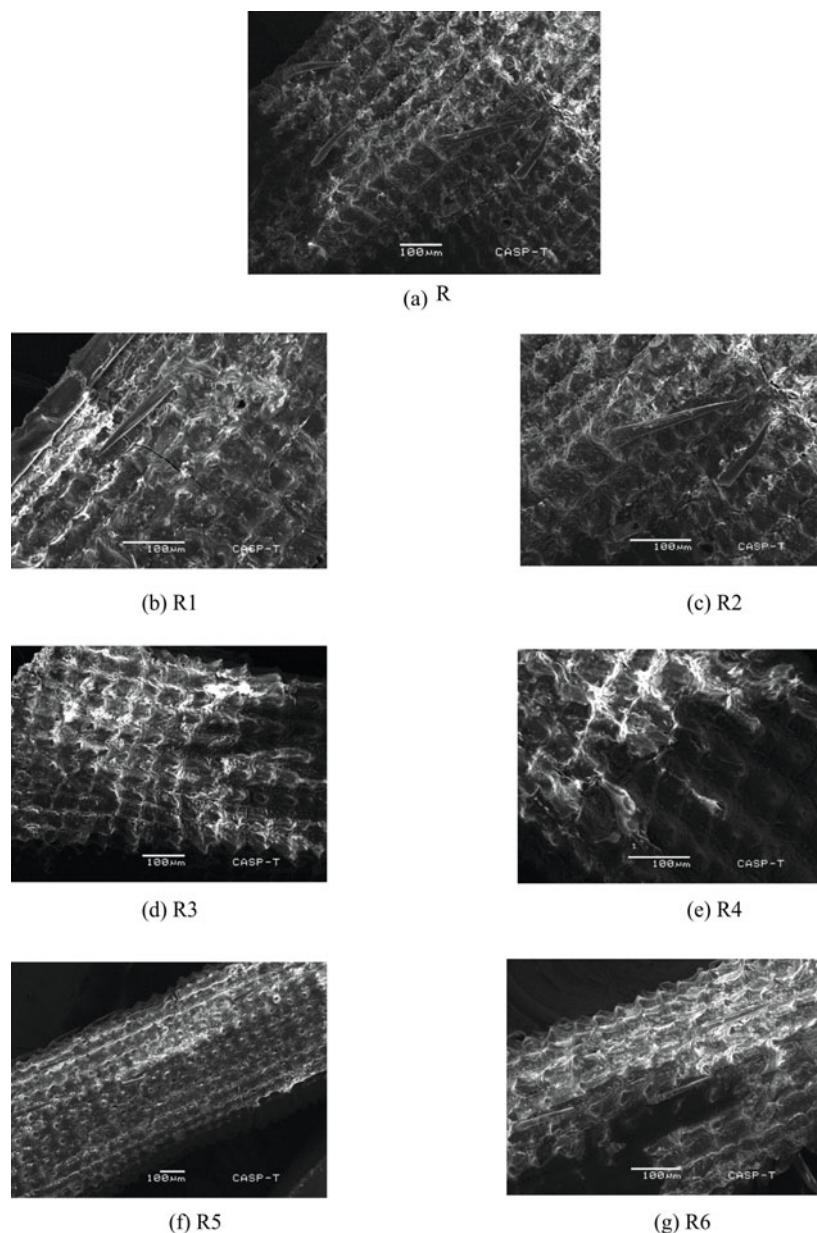 100μm CASP-T
(a) R
100μm CASP-T
100μm CASP-T
(b) R1
(c) R2
100μm CASP-T
100μm CASP-T
(d) R3
(e) R4
100μm CASP-T
100μm CASP-T
(f) R5
(g) R6